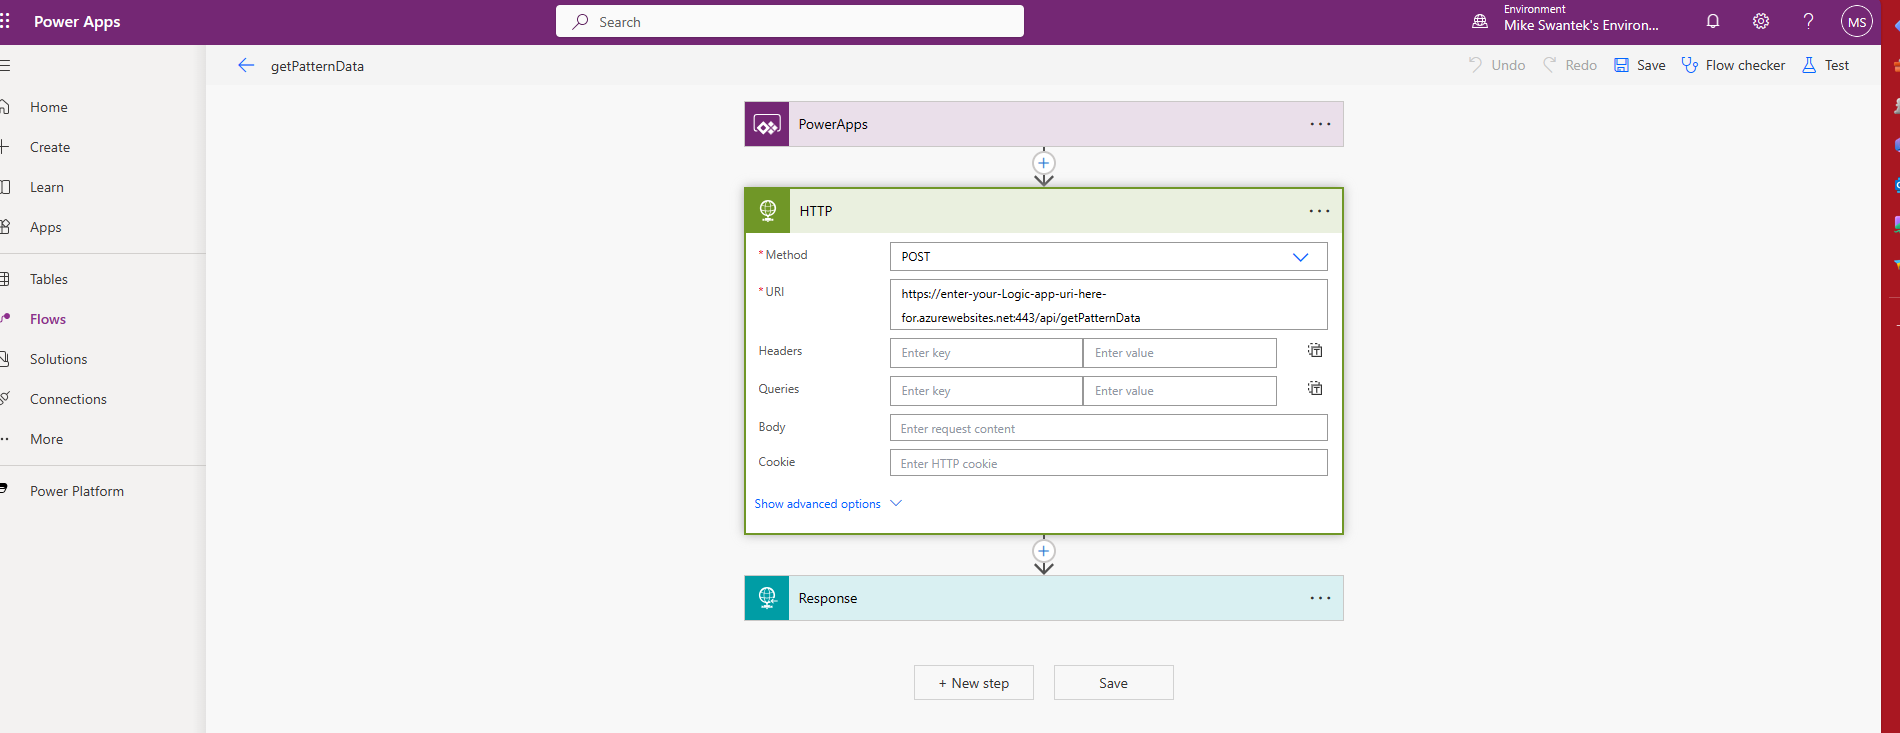 Power Apps
Search
Environment
Mike Swantek's Environ...
MS
getPatternData
Undo
Redo
Save
Flow checker
Test
Home
Create
Learn
Apps
Tables
Flows
Solutions
Connections
More
Power Platform
PowerApps
HTTP
*Method
POST
*URI
https://enter-your-Logic-app-uri-here-
for.azurewebsites.net:443/api/getPatternData
Headers
Enter key
Enter value
Queries
Enter key
Enter value
Body
Enter request content
Cookie
Enter HTTP cookie
Show advanced options
Response
+ New step
Save